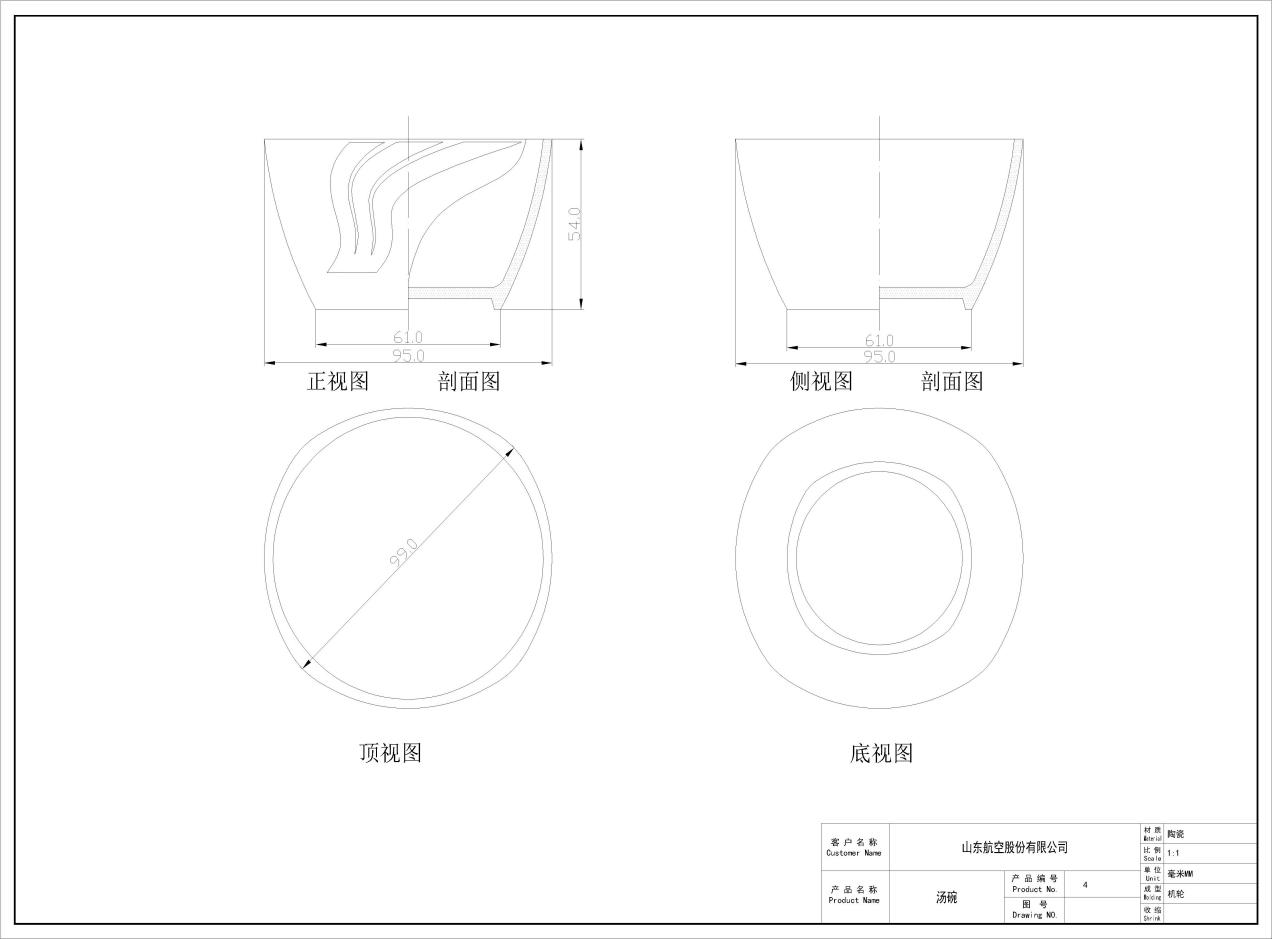 54.0
61.0
95.0
正视图 剖面图
61.0
95.0
侧视图 剖面图
99.0
顶视图
底视图
客户名称
Customer Name
山东航空股份有限公司
产品名称
Product Name
汤碗
产品编号
Product No.
4
图 号
Drawing NO.
材 质
Material
陶瓷
比 例
Scale
1:1
单 位
Unit
毫米MM
成 型
Molding
机轮
收 缩
Shrink